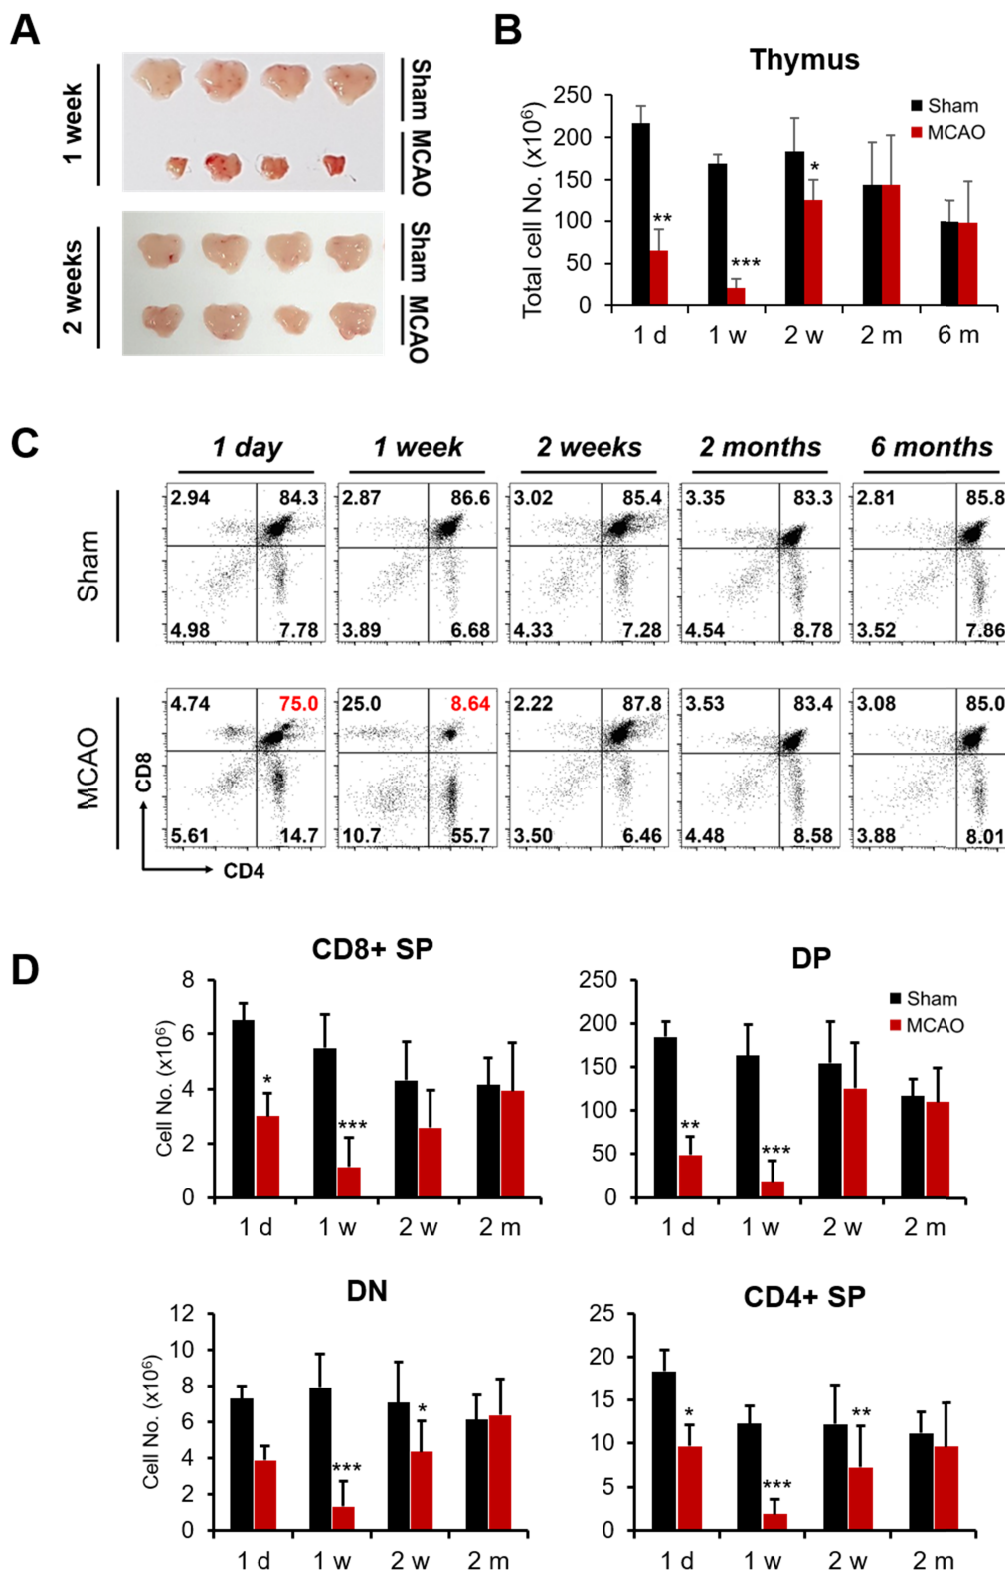 A
1 week
Sham
MCAO
2 weeks
Sham
MCAO
B
Thymus
Total cell No. (x10⁶)
250
200
150
100
50
0
Sham
MCAO
**
***
*
1 d 1 w 2 w 2 m 6 m
C
1 day 1 week 2 weeks 2 months 6 months
Sham
2.94 84.3 2.87 86.6 3.02 85.4 3.35 83.3 2.81 85.8
4.98 7.78 3.89 6.68 4.33 7.28 4.54 8.78 3.52 7.86
MCAO
4.74 75.0 25.0 8.64 2.22 87.8 3.53 83.4 3.08 85.0
5.61 14.7 10.7 55.7 3.50 6.46 4.48 8.58 3.88 8.01
CD8
CD4
D
CD8+ SP
Cell No. (x10⁶)
8
6
4
2
0
*
***
1 d 1 w 2 w 2 m
DP
250
200
150
100
50
0
Sham
MCAO
**
***
1 d 1 w 2 w 2 m
DN
Cell No. (x10⁶)
12
10
8
6
4
2
0
***
*
1 d 1 w 2 w 2 m
CD4+ SP
25
20
15
10
5
0
*
***
**
1 d 1 w 2 w 2 m